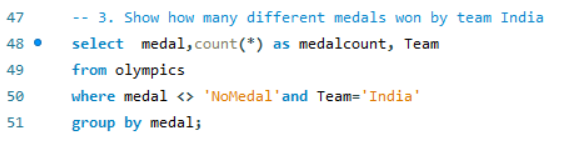 47 -- 3. Show how many different medals won by team India
48 select  medal,count(*) as medalcount, Team
49 from olympics
50 where medal <> 'NoMedal'and Team='India'
51 group by medal;